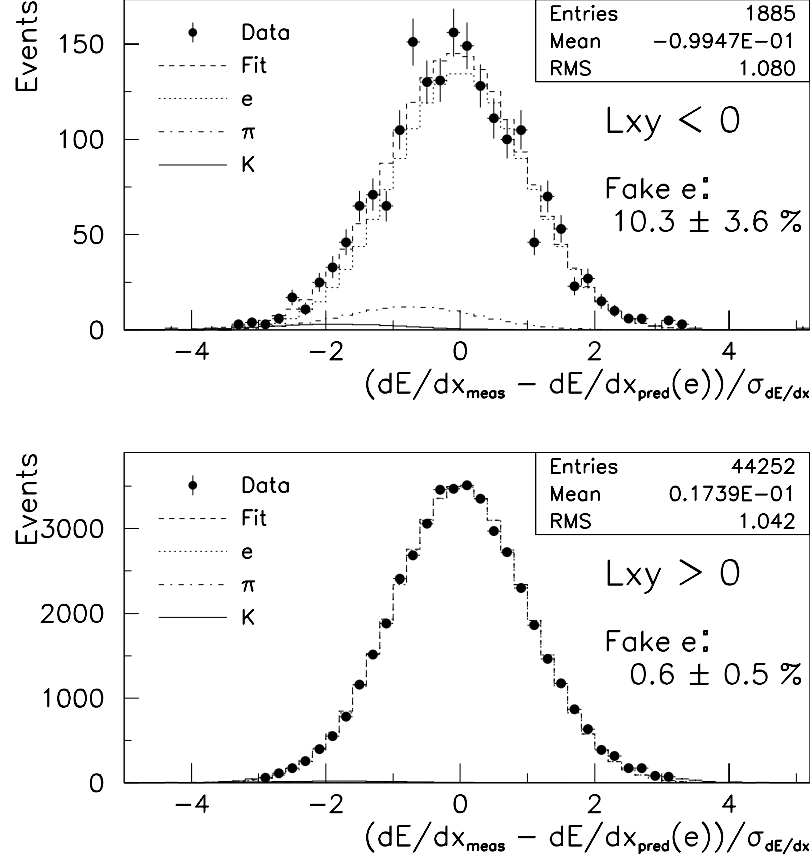 Events
150
100
50
0
Data
Fit
e
π
K
Entries 1885
Mean −0.9947E−01
RMS 1.080
Lxy < 0
Fake e:
10.3 ± 3.6 %
−4 −2 0 2 4
(dE/dx_meas − dE/dx_pred(e))/σ_dE/dx
Events
3000
2000
1000
0
Data
Fit
e
π
K
Entries 44252
Mean 0.1739E−01
RMS 1.042
Lxy > 0
Fake e:
0.6 ± 0.5 %
−4 −2 0 2 4
(dE/dx_meas − dE/dx_pred(e))/σ_dE/dx